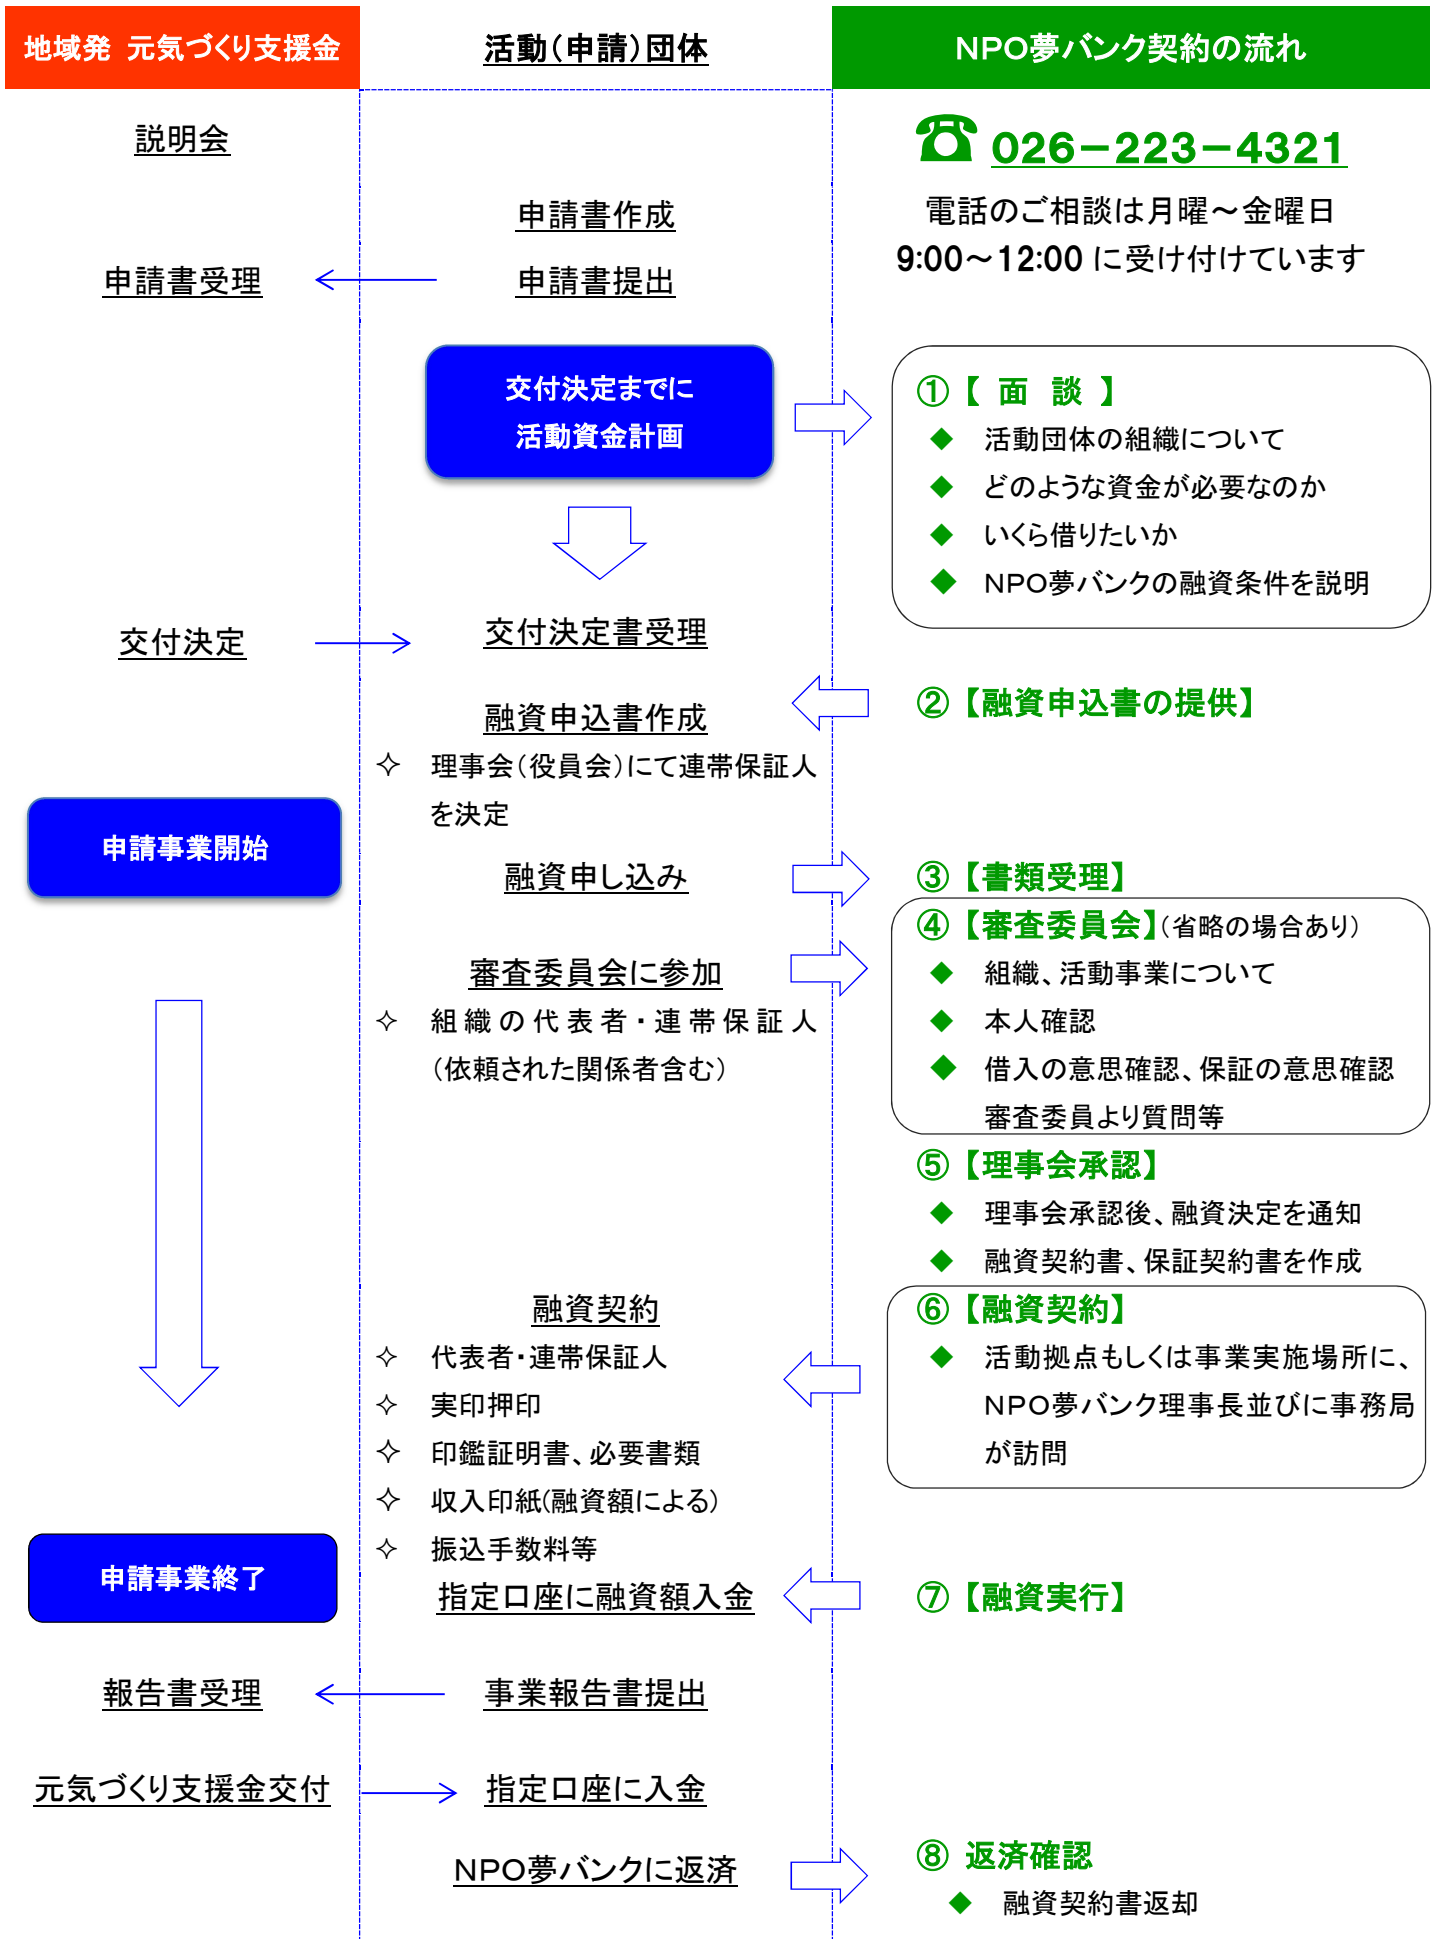 地域発 元気づくり支援金
活動（申請）団体
NPO夢バンク契約の流れ
説明会
☎ 026－223－4321
電話のご相談は月曜～金曜日
9:00～12:00 に受け付けています
申請書作成
申請書受理
申請書提出
交付決定までに
活動資金計画
①【 面 談 】
◆ 活動団体の組織について
◆ どのような資金が必要なのか
◆ いくら借りたいか
◆ NPO夢バンクの融資条件を説明
交付決定
交付決定書受理
融資申込書作成
②【融資申込書の提供】
✧ 理事会（役員会）にて連帯保証人
を決定
申請事業開始
融資申し込み
③【書類受理】
④【審査委員会】（省略の場合あり）
審査委員会に参加
◆ 組織、活動事業について
✧ 組織の代表者・連帯保証人
（依頼された関係者含む）
◆ 本人確認
◆ 借入の意思確認、保証の意思確認
審査委員より質問等
⑤【理事会承認】
◆ 理事会承認後、融資決定を通知
◆ 融資契約書、保証契約書を作成
融資契約
✧ 代表者・連帯保証人
✧ 実印押印
✧ 印鑑証明書、必要書類
✧ 収入印紙(融資額による)
✧ 振込手数料等
⑥【融資契約】
◆ 活動拠点もしくは事業実施場所に、
NPO夢バンク理事長並びに事務局
が訪問
申請事業終了
指定口座に融資額入金
⑦【融資実行】
報告書受理
事業報告書提出
元気づくり支援金交付
指定口座に入金
NPO夢バンクに返済
⑧ 返済確認
◆ 融資契約書返却